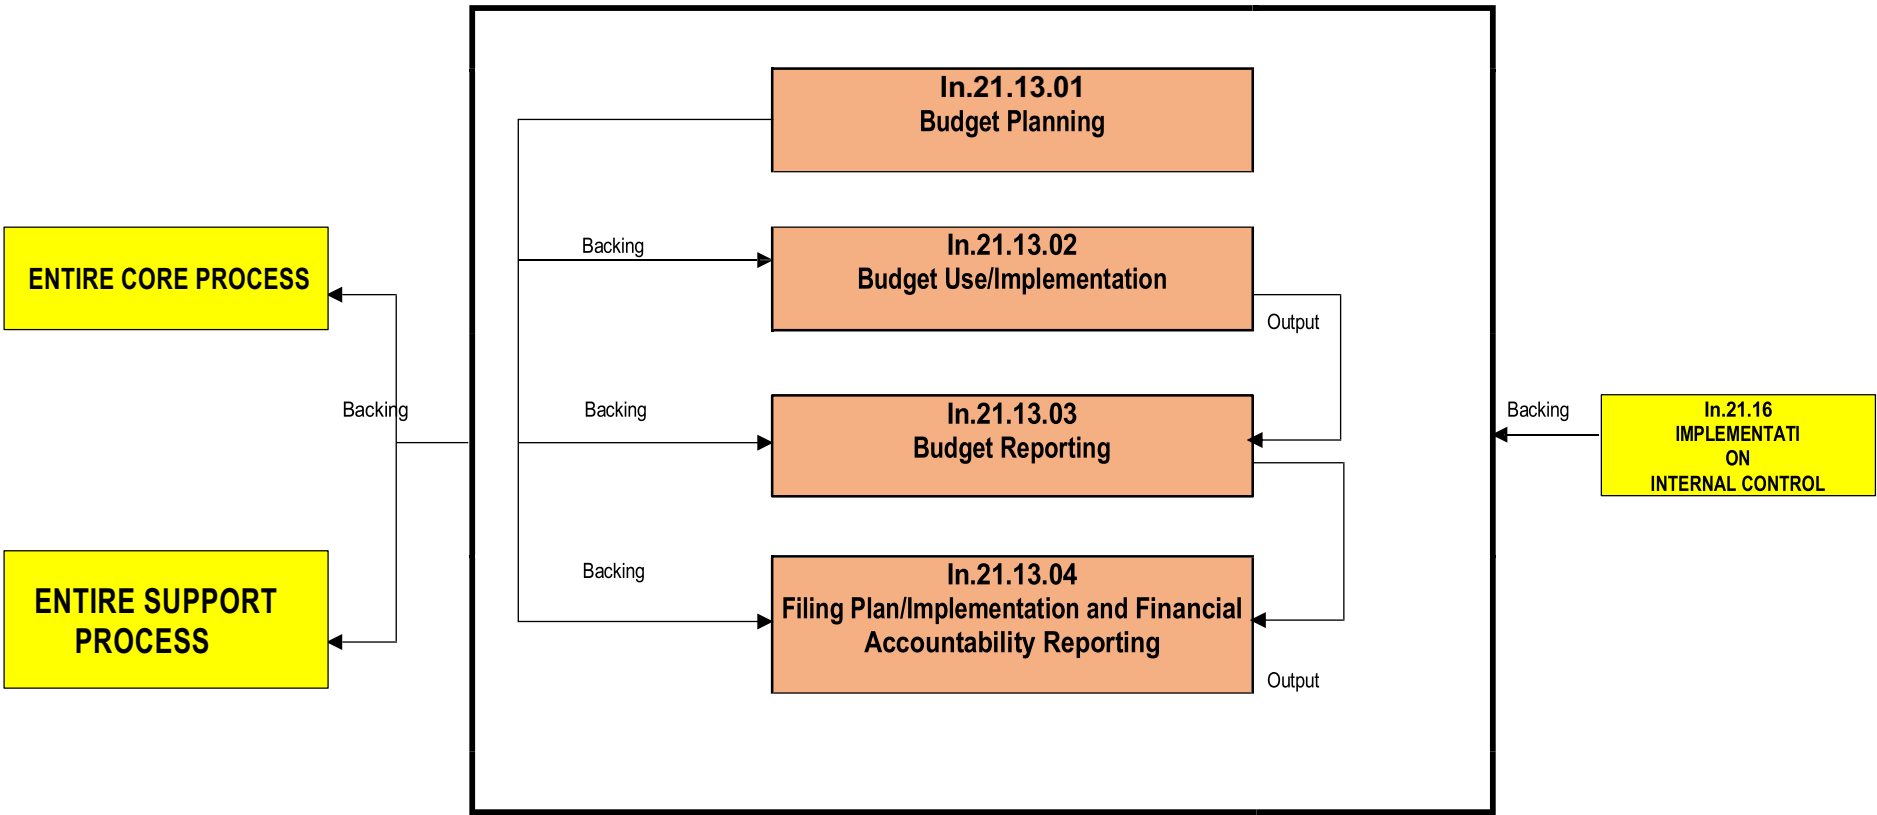 In.21.13.01
Budget Planning
Backing
In.21.13.02
Budget Use/Implementation
ENTIRE CORE PROCESS
Output
Backing
Backing
In.21.13.03
Budget Reporting
Backing
In.21.16
IMPLEMENTATI
ON
INTERNAL CONTROL
Backing
In.21.13.04
Filing Plan/Implementation and Financial
Accountability Reporting
ENTIRE SUPPORT
PROCESS
Output